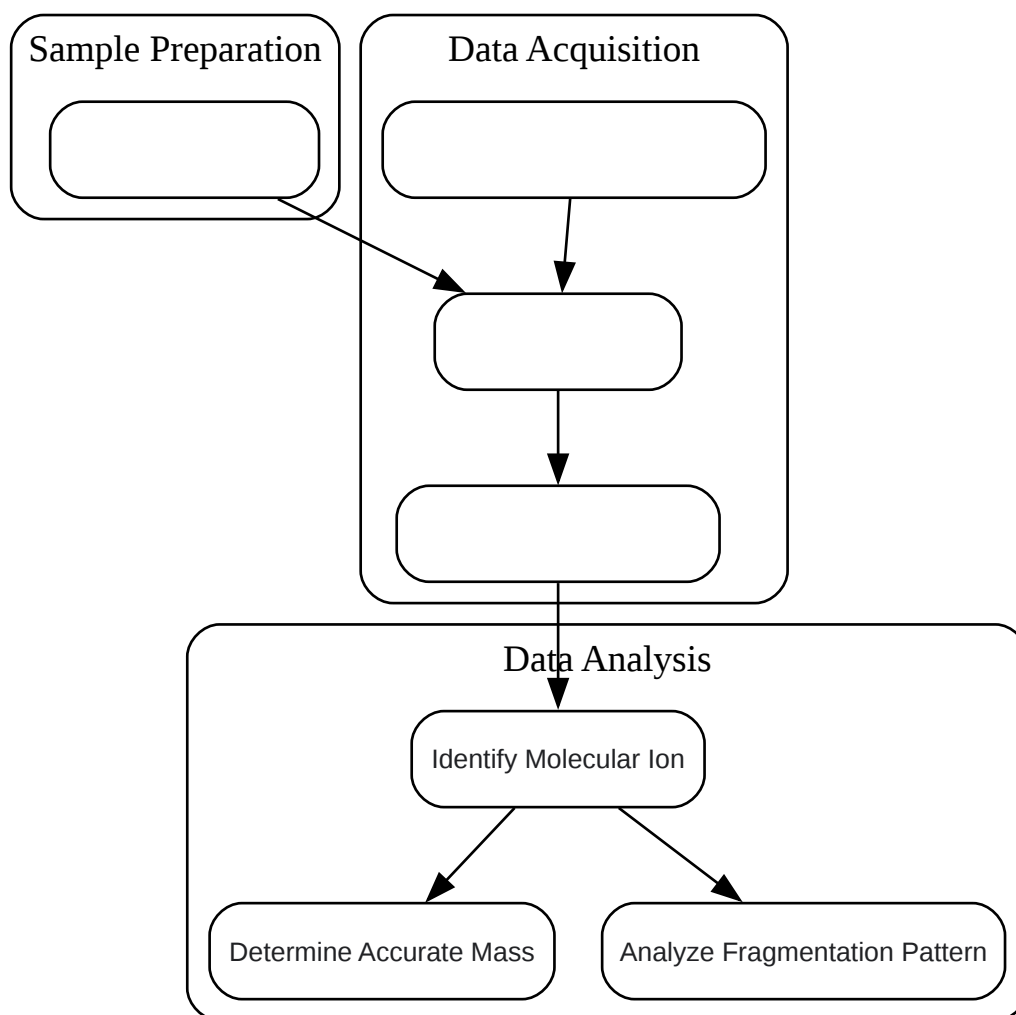 Sample Preparation
Data Acquisition
Data Analysis
Identify Molecular Ion
Determine Accurate Mass
Analyze Fragmentation Pattern